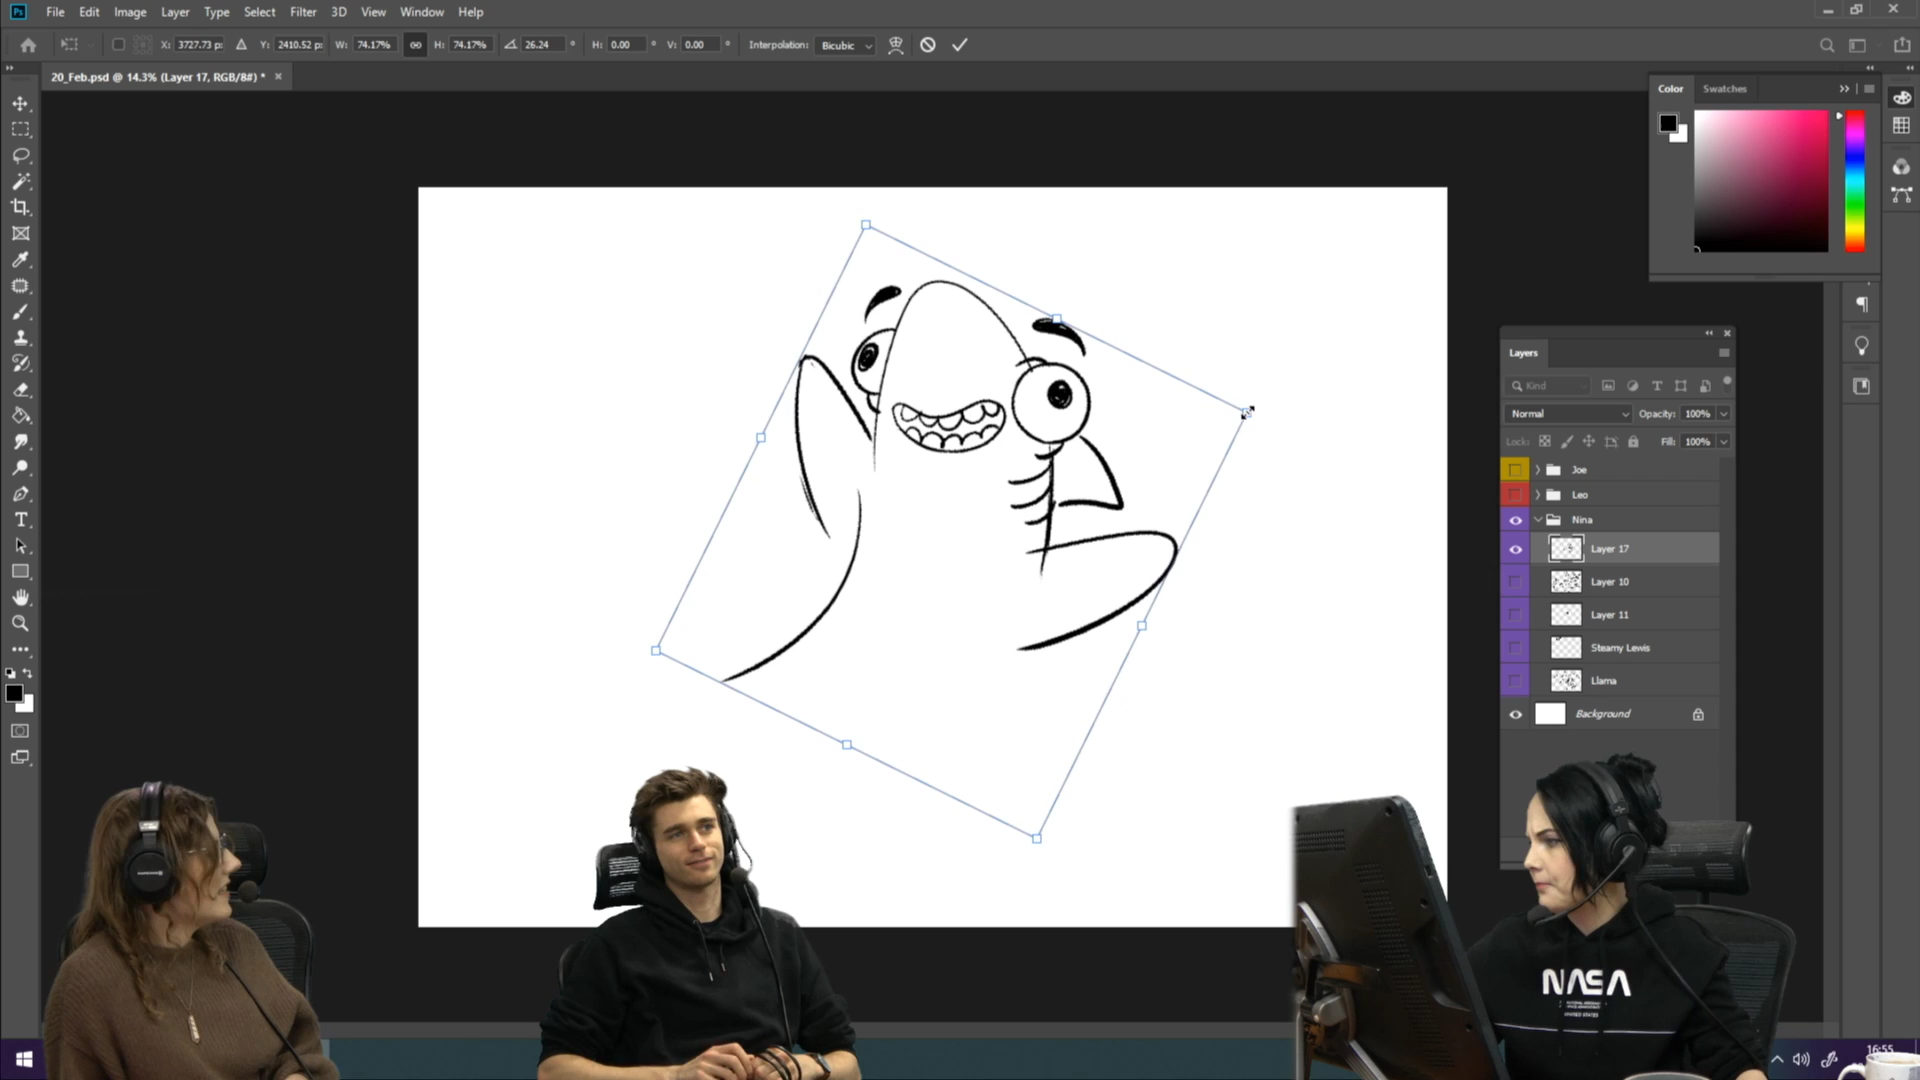 Ps File Edit Image Layer Type Select Filter 3D View Window Help
X: 3727.73 p: Y: 2410.52 p: W: 74.17% H: 74.17% 26.24 ° H: 0.00 ° V: 0.00 ° Interpolation: Bicubic
20_Feb.psd @ 14.3% (Layer 17, RGB/8#) * ×
Color Swatches
Layers
Kind
Normal Opacity: 100%
Lock: Fill: 100%
Joe
Leo
Nina
Layer 17
Layer 10
Layer 11
Steamy Lewis
Llama
Background
NASA
16:55